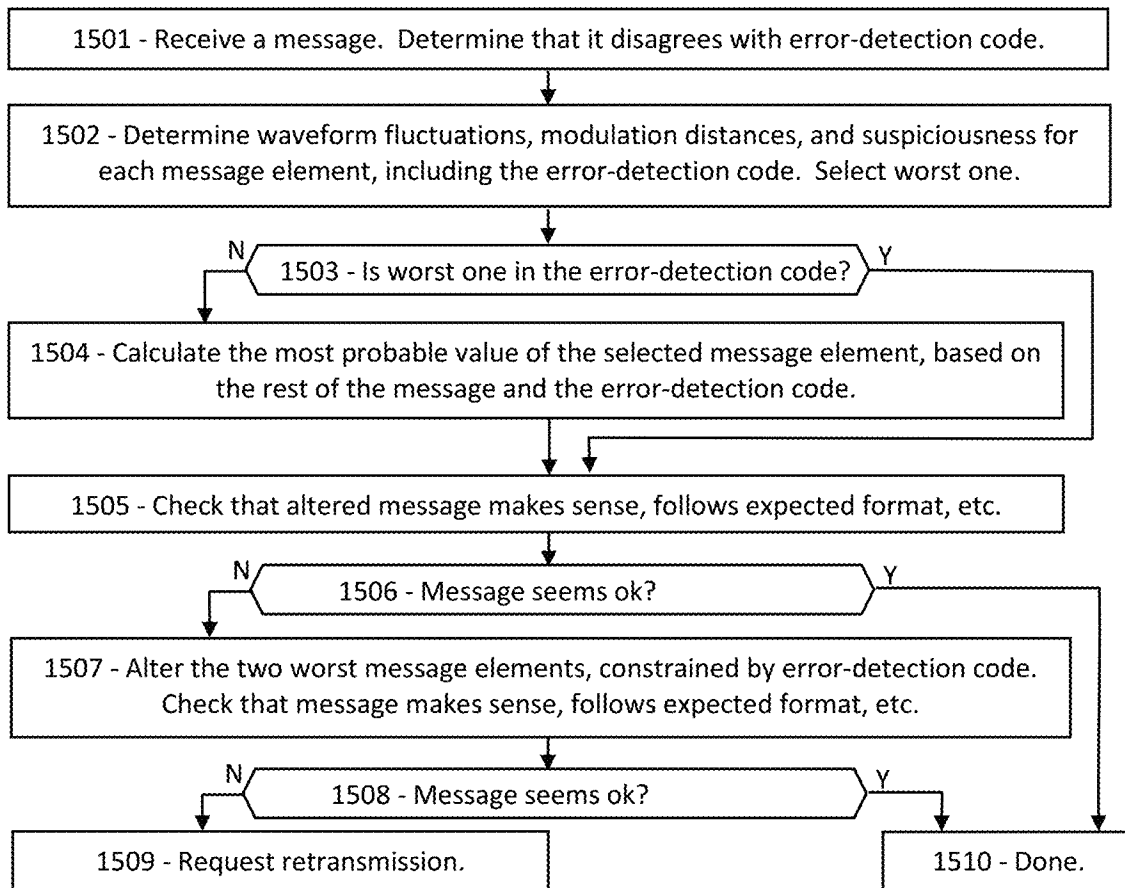 1501 - Receive a message.  Determine that it disagrees with error-detection code.
1502 - Determine waveform fluctuations, modulation distances, and suspiciousness for
each message element, including the error-detection code.  Select worst one.
N
Y
1503 - Is worst one in the error-detection code?
1504 - Calculate the most probable value of the selected message element, based on
the rest of the message and the error-detection code.
1505 - Check that altered message makes sense, follows expected format, etc.
N
Y
1506 - Message seems ok?
1507 - Alter the two worst message elements, constrained by error-detection code.
Check that message makes sense, follows expected format, etc.
N
Y
1508 - Message seems ok?
1509 - Request retransmission.
1510 - Done.